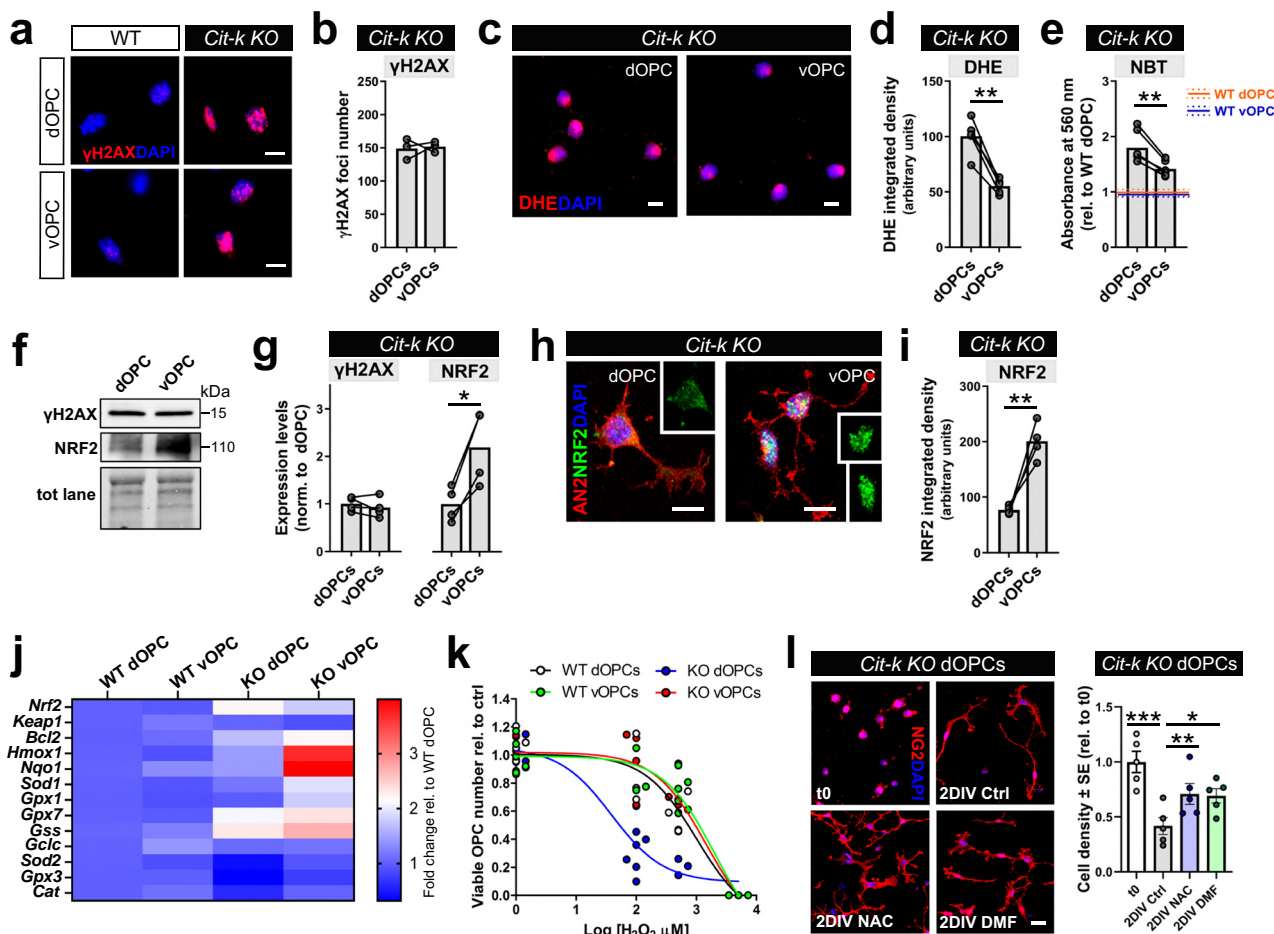 a
WT
Cit-k KO
dOPC
vOPC
γH2AXDAPI
b
Cit-k KO
γH2AX
γH2AX foci number
250
200
150
100
50
0
dOPCs
vOPCs
c
Cit-k KO
dOPC
vOPC
DHEDAPI
d
Cit-k KO
DHE
DHE integrated density
(arbitrary units)
150
100
50
0
**
dOPCs
vOPCs
e
Cit-k KO
NBT
Absorbance at 560 nm
(rel. to WT dOPC)
3
2
1
0
**
WT dOPC
WT vOPC
dOPCs
vOPCs
f
dOPC
vOPC
kDa
γH2AX
15
NRF2
110
tot lane
g
Cit-k KO
γH2AX
NRF2
Expression levels
(norm. to dOPC)
3
2
1
0
*
dOPCs
vOPCs
dOPCs
vOPCs
h
Cit-k KO
dOPC
vOPC
AN2NRF2DAPI
i
Cit-k KO
NRF2
NRF2 integrated density
(arbitrary units)
300
200
100
0
**
dOPCs
vOPCs
j
WT dOPC
WT vOPC
KO dOPC
KO vOPC
Nrf2
Keap1
Bcl2
Hmox1
Nqo1
Sod1
Gpx1
Gpx7
Gss
Gclc
Sod2
Gpx3
Cat
3
2
1
Fold change rel. to WT dOPC
k
WT dOPCs
KO dOPCs
WT vOPCs
KO vOPCs
Viable OPC number rel. to ctrl
1.4
1.2
1.0
0.8
0.6
0.4
0.2
0.0
0
1
2
3
4
Log [H₂O₂ μM]
l
Cit-k KO dOPCs
NG2DAPI
t0
2DIV Ctrl
2DIV NAC
2DIV DMF
Cit-k KO dOPCs
Cell density ± SE (rel. to t0)
1.5
1.0
0.5
0.0
***
*
**
t0
2DIV Ctrl
2DIV NAC
2DIV DMF